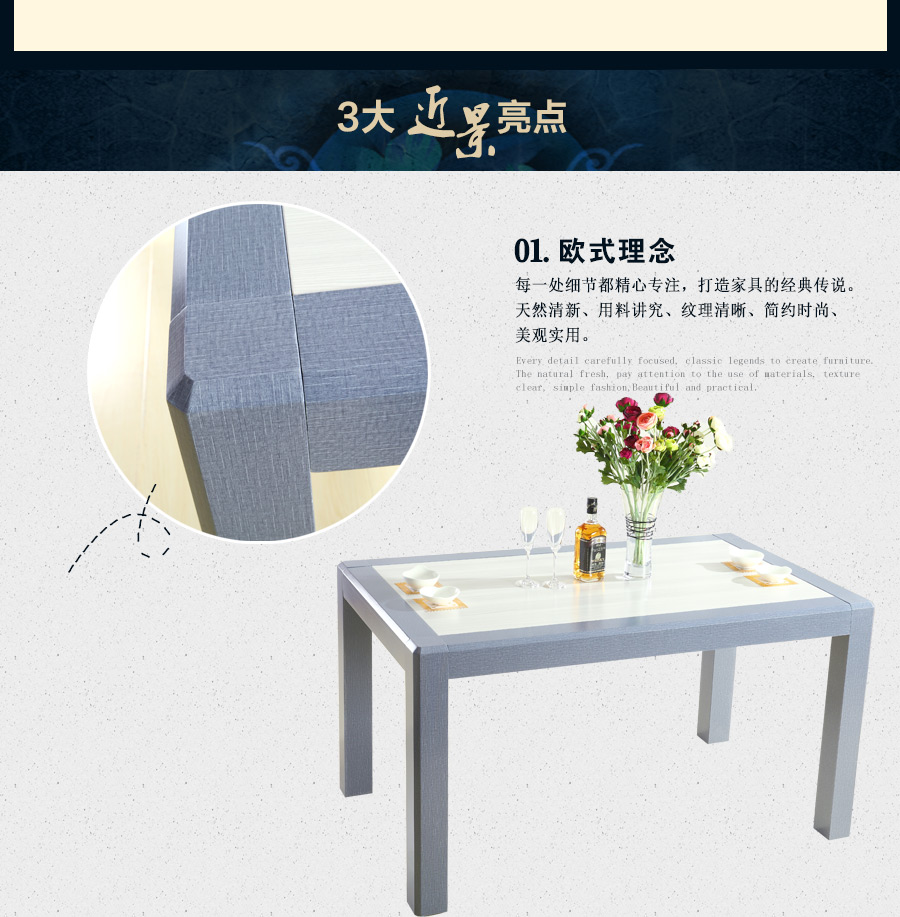 3大 近景亮点
01. 欧式理念
每一处细节都精心专注，打造家具的经典传说。
天然清新、用料讲究、纹理清晰、简约时尚、
美观实用。
Every detail carefully focused, classic legends to create furniture.
The natural fresh, pay attention to the use of materials, texture
clear, simple fashion,Beautiful and practical.